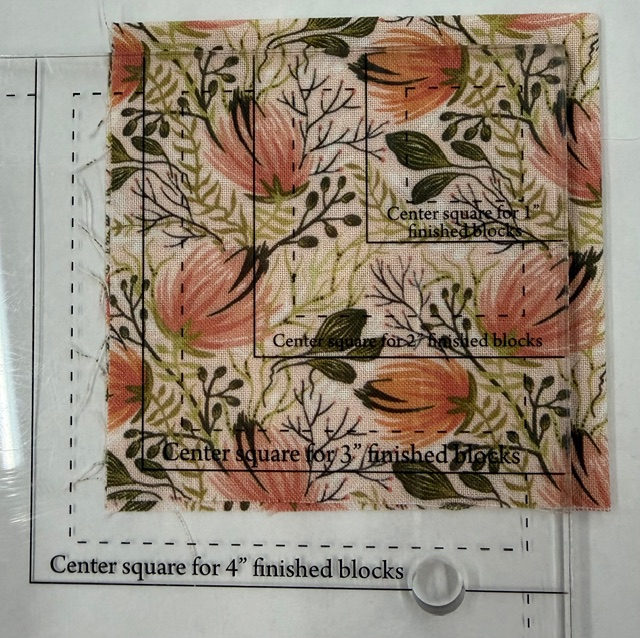 Center square for 1"
finished blocks
Center square for 2" finished blocks
Center square for 3” finished blocks
Center square for 4” finished blocks